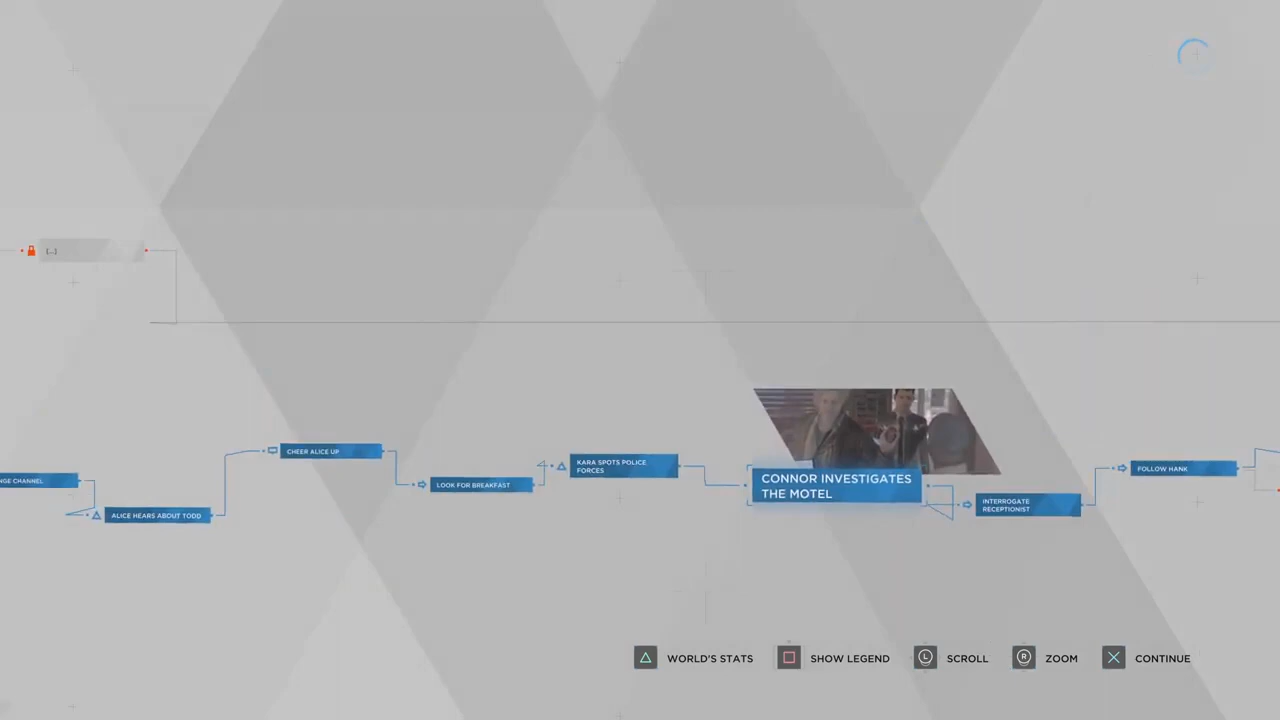 [...]
CHEER ALICE UP
KARA SPOTS POLICE
FORCES
FOLLOW HANK
NGE CHANNEL
LOOK FOR BREAKFAST
CONNOR INVESTIGATES
THE MOTEL
INTERROGATE
RECEPTIONIST
ALICE HEARS ABOUT TODD
WORLD'S STATS
SHOW LEGEND
L
SCROLL
R
ZOOM
CONTINUE